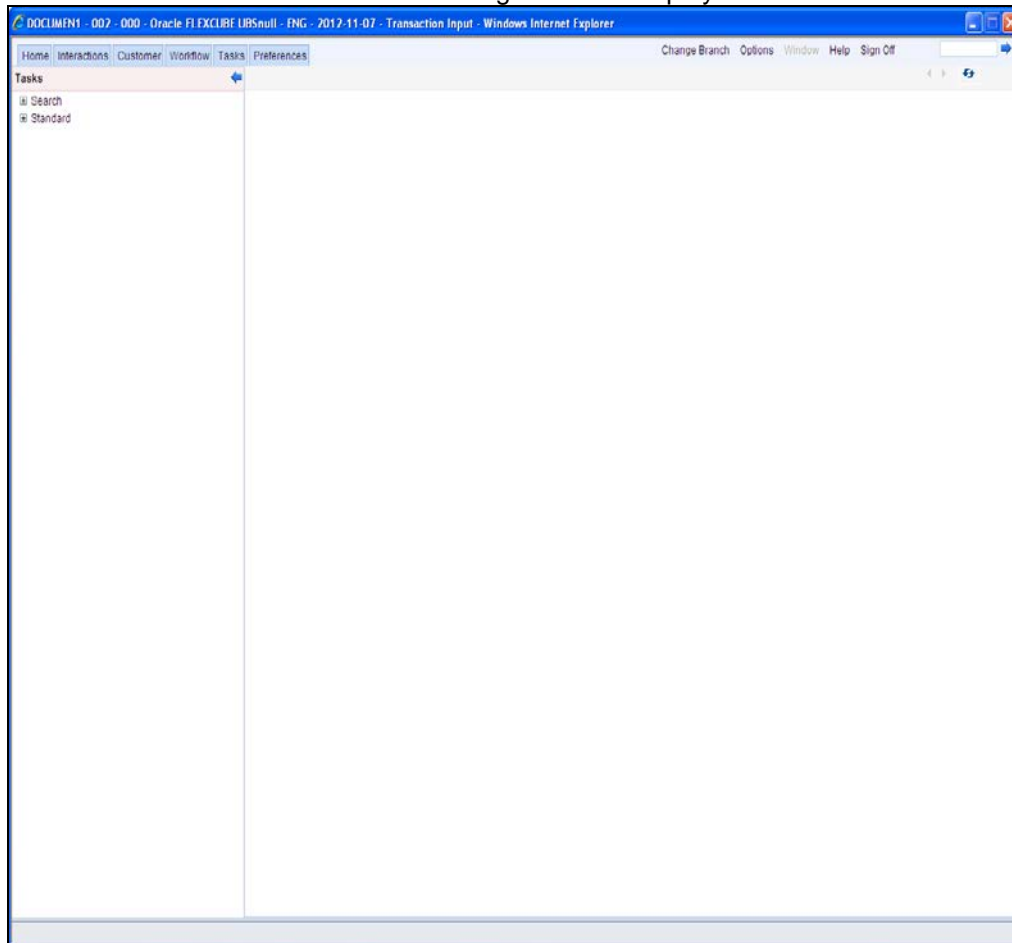 DOCUMEN1 - 002 - 000 - Oracle FLEXCUBE UBSnull - ENG - 2012-11-07 - Transaction Input - Windows Internet Explorer
Home Interactions Customer Workflow Tasks Preferences
Change Branch Options Window Help Sign Off
Tasks
Search
Standard